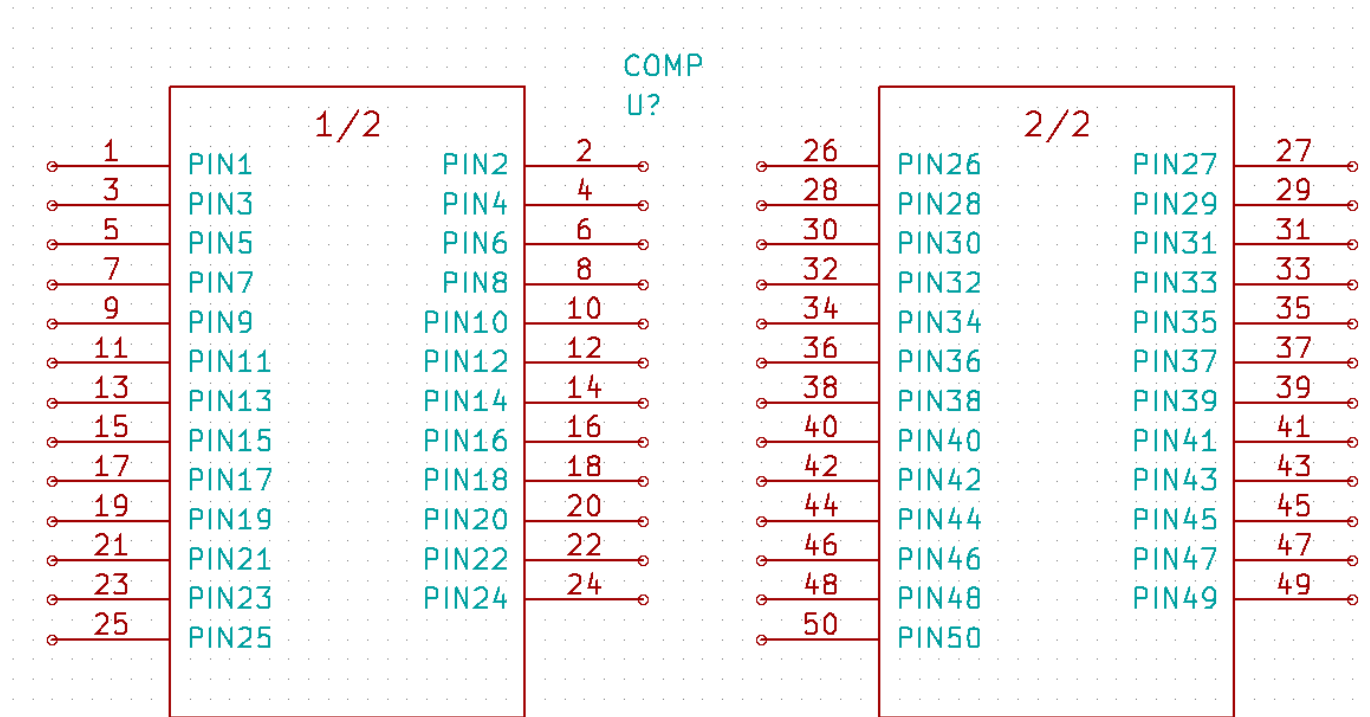 COMP
U?
1/2
1 PIN1 PIN2 2
3 PIN3 PIN4 4
5 PIN5 PIN6 6
7 PIN7 PIN8 8
9 PIN9 PIN10 10
11 PIN11 PIN12 12
13 PIN13 PIN14 14
15 PIN15 PIN16 16
17 PIN17 PIN18 18
19 PIN19 PIN20 20
21 PIN21 PIN22 22
23 PIN23 PIN24 24
25 PIN25
2/2
26 PIN26 PIN27 27
28 PIN28 PIN29 29
30 PIN30 PIN31 31
32 PIN32 PIN33 33
34 PIN34 PIN35 35
36 PIN36 PIN37 37
38 PIN38 PIN39 39
40 PIN40 PIN41 41
42 PIN42 PIN43 43
44 PIN44 PIN45 45
46 PIN46 PIN47 47
48 PIN48 PIN49 49
50 PIN50